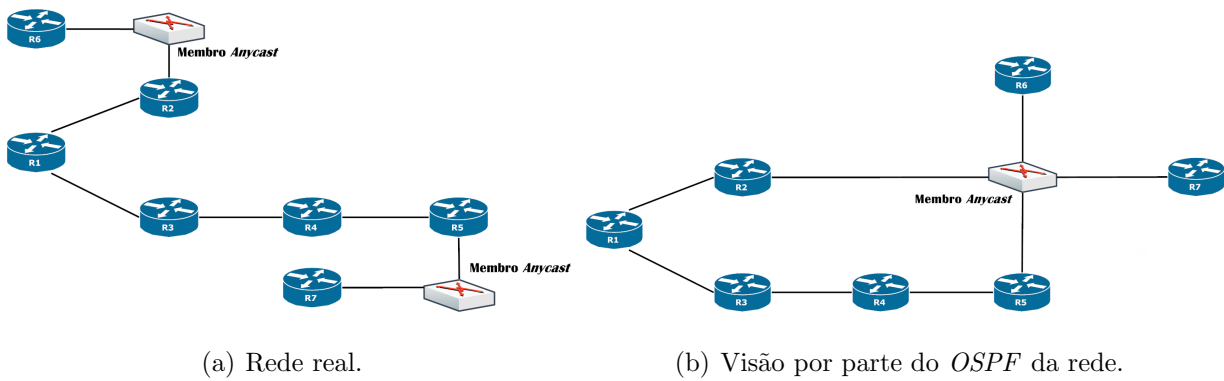 R6
Membro Anycast
R2
R1
R3
R4
R5
Membro Anycast
R7
(a) Rede real.
R6
R2
R7
Membro Anycast
R1
R3
R4
R5
(b) Visão por parte do OSPF da rede.